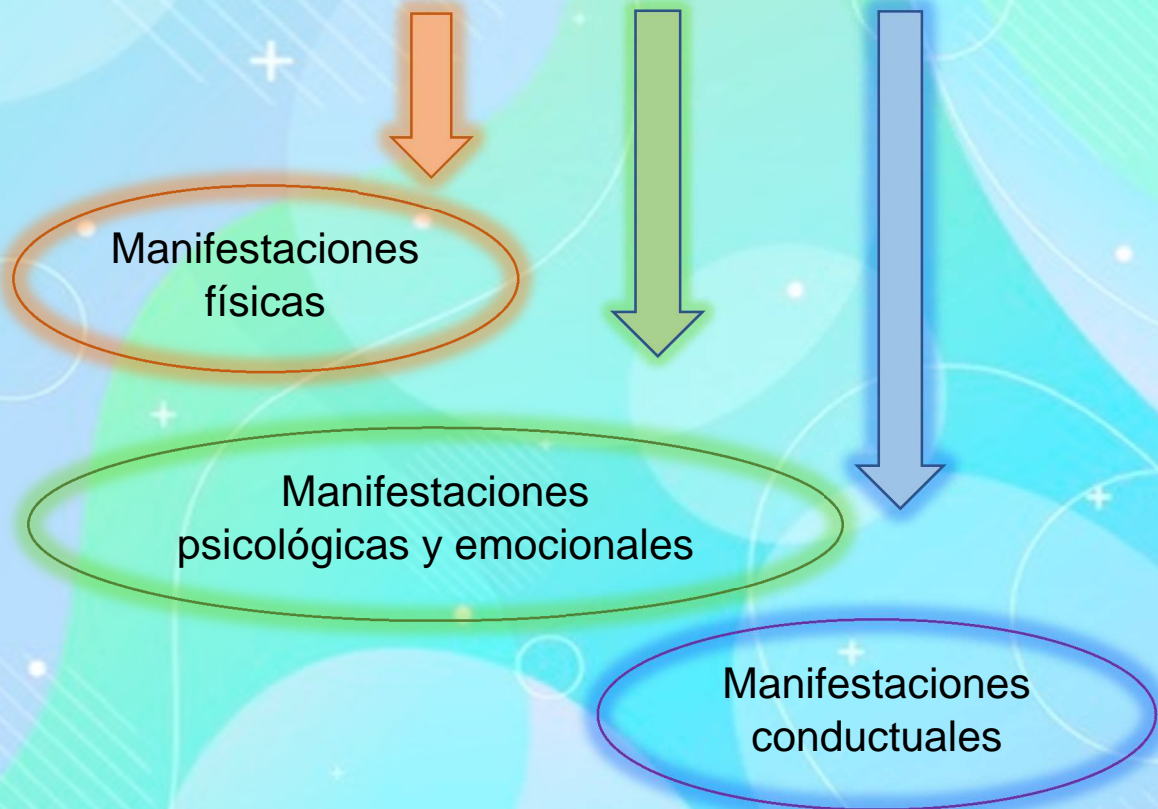 Manifestaciones
físicas
Manifestaciones
psicológicas y emocionales
Manifestaciones
conductuales